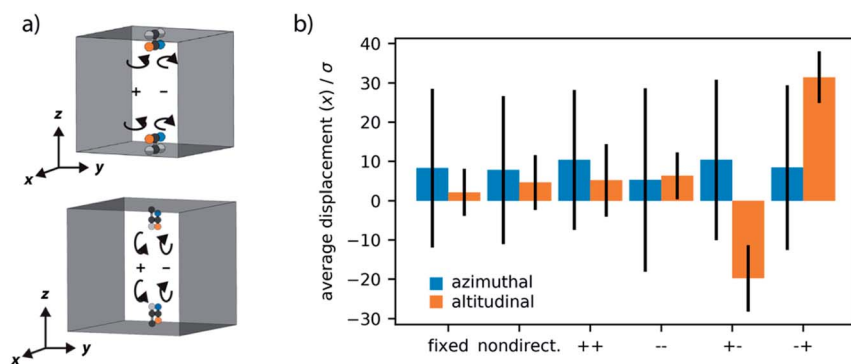 a)
+ −
z
x y
+ −
z
x y
b)
average displacement (x) / σ
40
30
20
10
0
−10
−20
−30
azimuthal
altitudinal
fixed nondirect. ++ -- +- -+